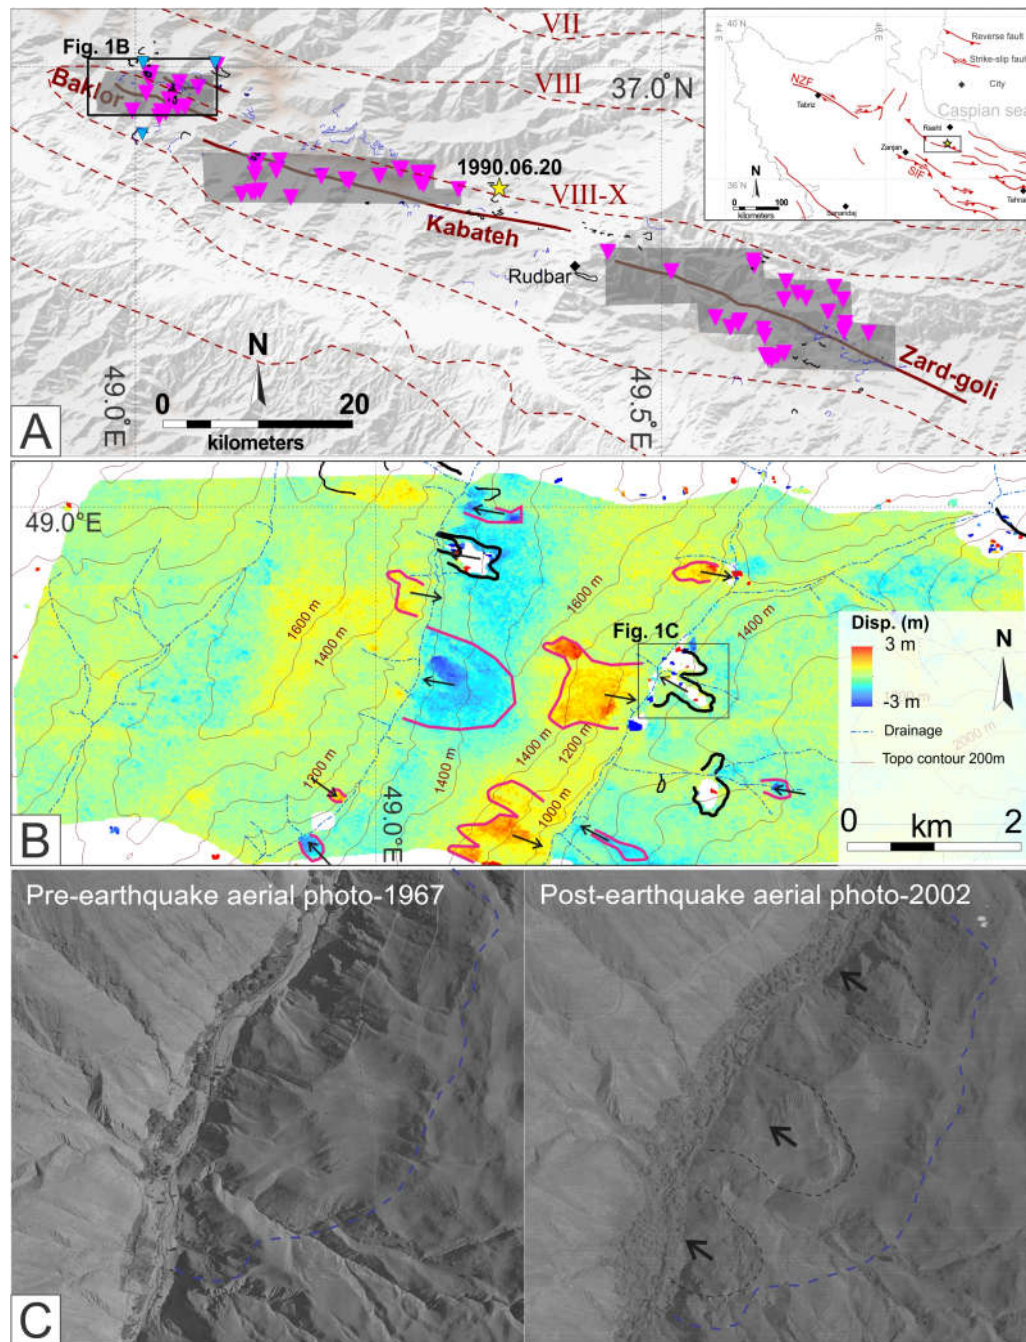 VII
Fig. 1B
VIII
37.0°N
Baklor
1990.06.20
VIII-X
Kabateh
Rudbar
Zard-goli
N
49.0°E
49.5°E
0 20
kilometers
A
40 N
44 E
48 E
Reverse fault
Strike-slip fault
City
NZF
Tabriz
Caspian sea
Rasht
Zanjan
SIF
36 N
N
0 100
kilometers
Sanandaj
Tehra
49.0°E
1600 m
1400 m
1600 m
1400 m
Fig. 1C
Disp. (m)
3 m
-3 m
N
Drainage
2000 m
Topo contour 200m
1200 m
1400 m
1400 m
1200 m
1000 m
49.0°E
0 km 2
B
Pre-earthquake aerial photo-1967
Post-earthquake aerial photo-2002
C